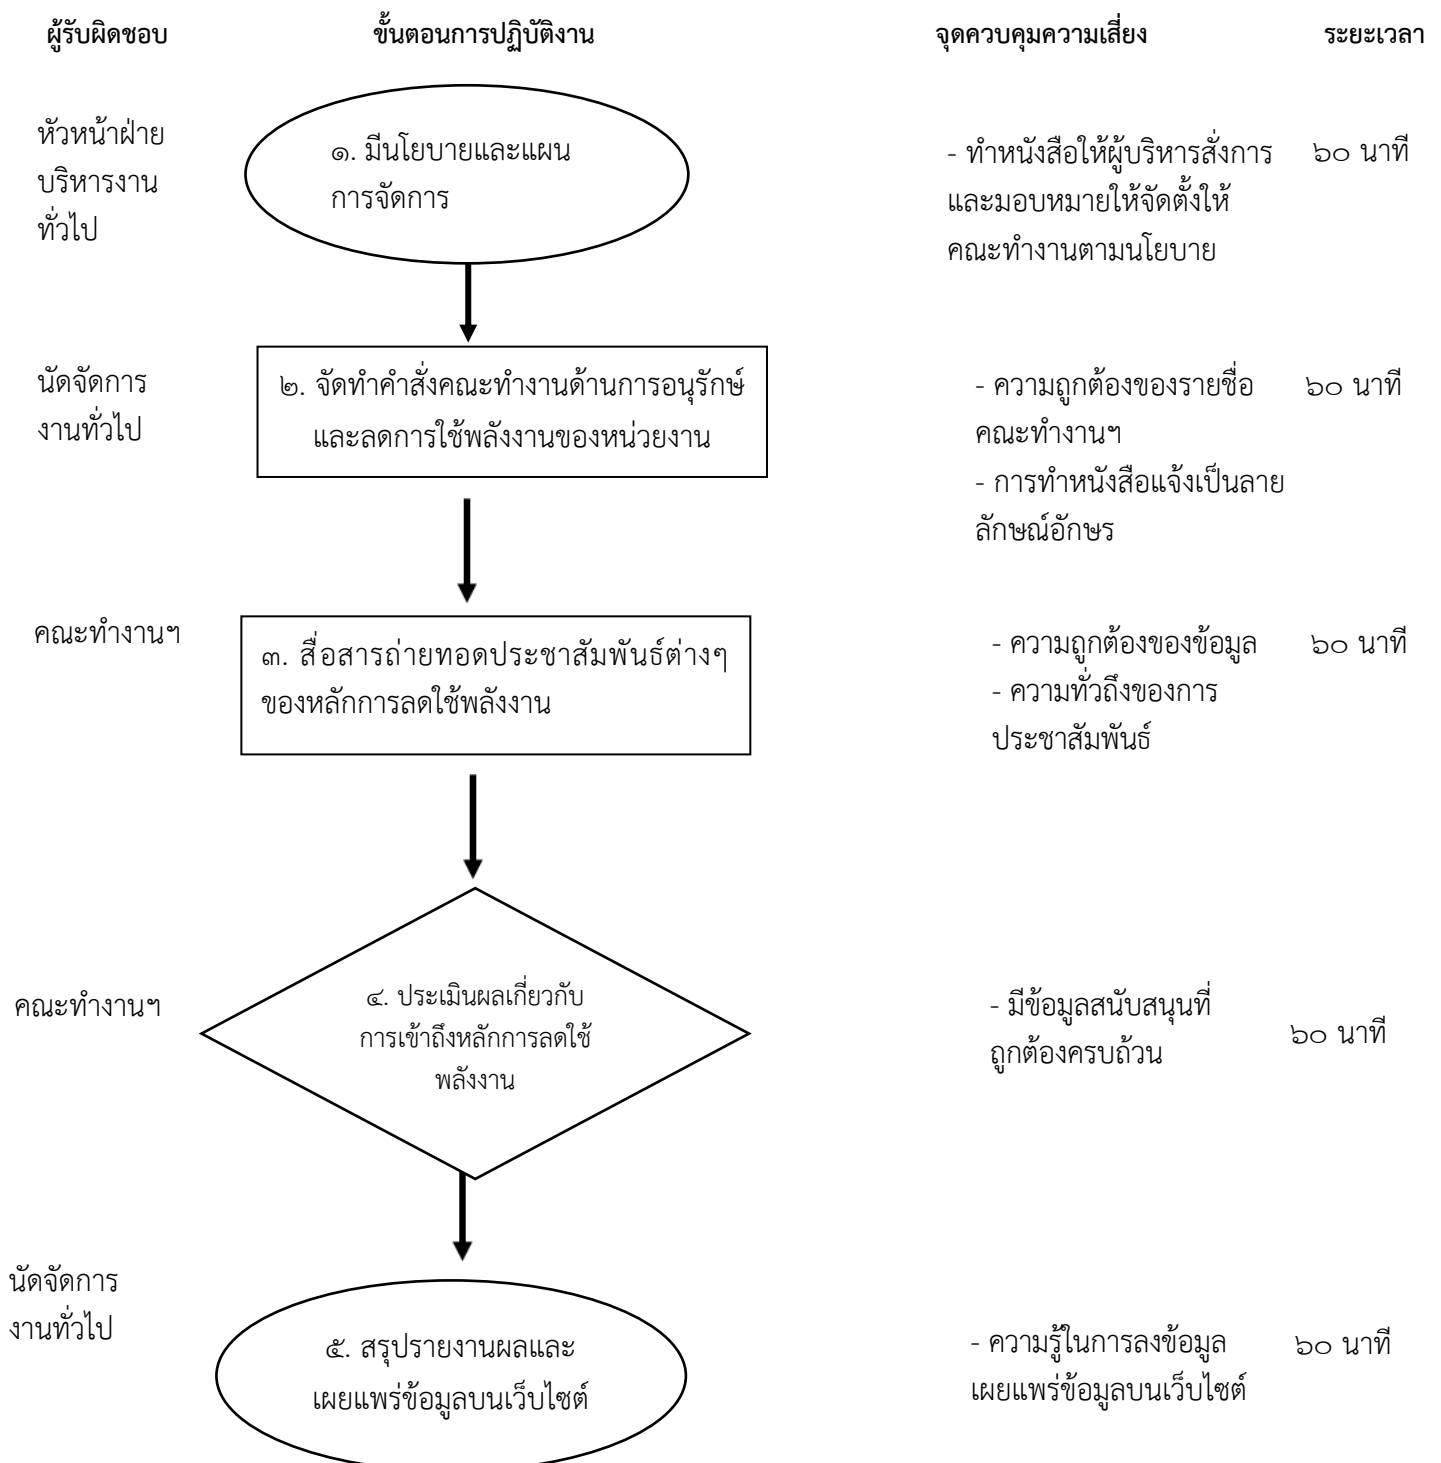 ผู้รับผิดชอบ ขั้นตอนการปฏิบัติงาน จุดควบคุมความเสี่ยง ระยะเวลา
หัวหน้าฝ่าย
บริหารงาน
ทั่วไป
๑. มีนโยบายและแผน
การจัดการ
- ทำหนังสือให้ผู้บริหารสั่งการ
และมอบหมายให้จัดตั้งให้
คณะทำงานตามนโยบาย
๖๐ นาที
นัดจัดการ
งานทั่วไป
๒. จัดทำคำสั่งคณะทำงานด้านการอนุรักษ์
และลดการใช้พลังงานของหน่วยงาน
- ความถูกต้องของรายชื่อ
คณะทำงานฯ
- การทำหนังสือแจ้งเป็นลาย
ลักษณ์อักษร
๖๐ นาที
คณะทำงานฯ
๓. สื่อสารถ่ายทอดประชาสัมพันธ์ต่างๆ
ของหลักการลดใช้พลังงาน
- ความถูกต้องของข้อมูล
- ความทั่วถึงของการ
ประชาสัมพันธ์
๖๐ นาที
คณะทำงานฯ
๔. ประเมินผลเกี่ยวกับ
การเข้าถึงหลักการลดใช้
พลังงาน
- มีข้อมูลสนับสนุนที่
ถูกต้องครบถ้วน
๖๐ นาที
นัดจัดการ
งานทั่วไป
๕. สรุปรายงานผลและ
เผยแพร่ข้อมูลบนเว็บไซต์
- ความรู้ในการลงข้อมูล
เผยแพร่ข้อมูลบนเว็บไซต์
๖๐ นาที